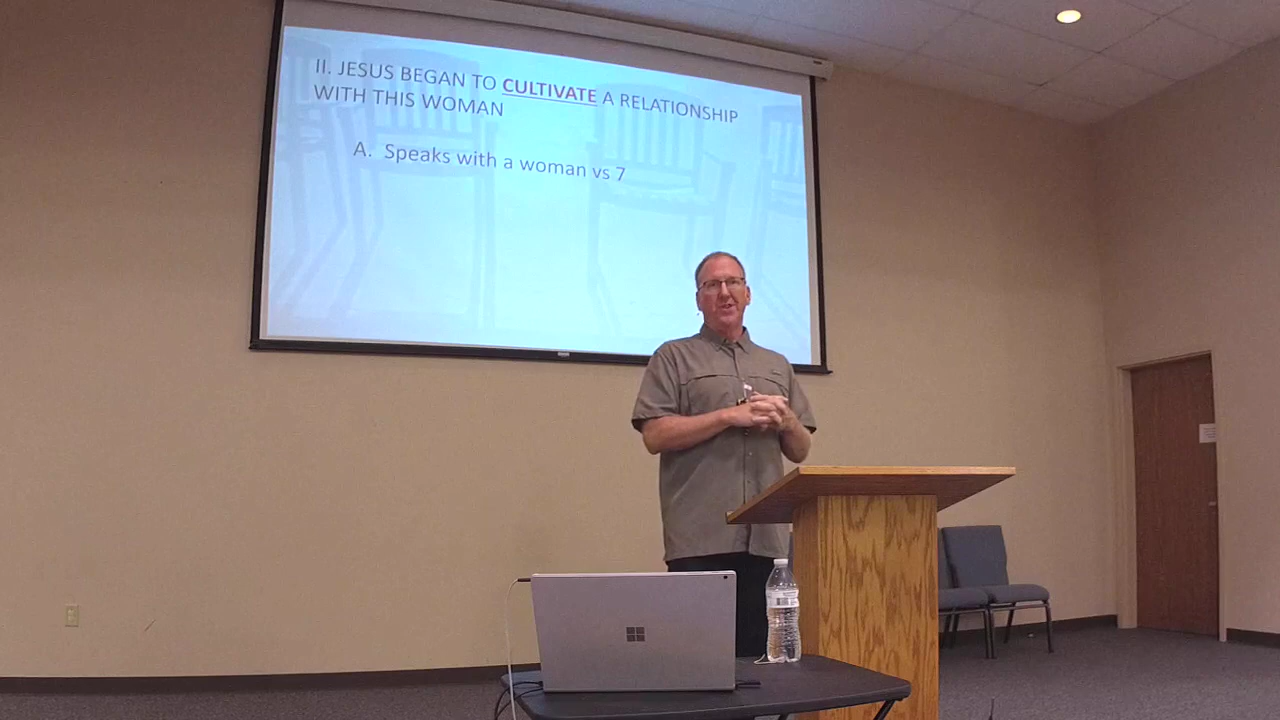 II. JESUS BEGAN TO CULTIVATE A RELATIONSHIP
WITH THIS WOMAN
A. Speaks with a woman vs 7